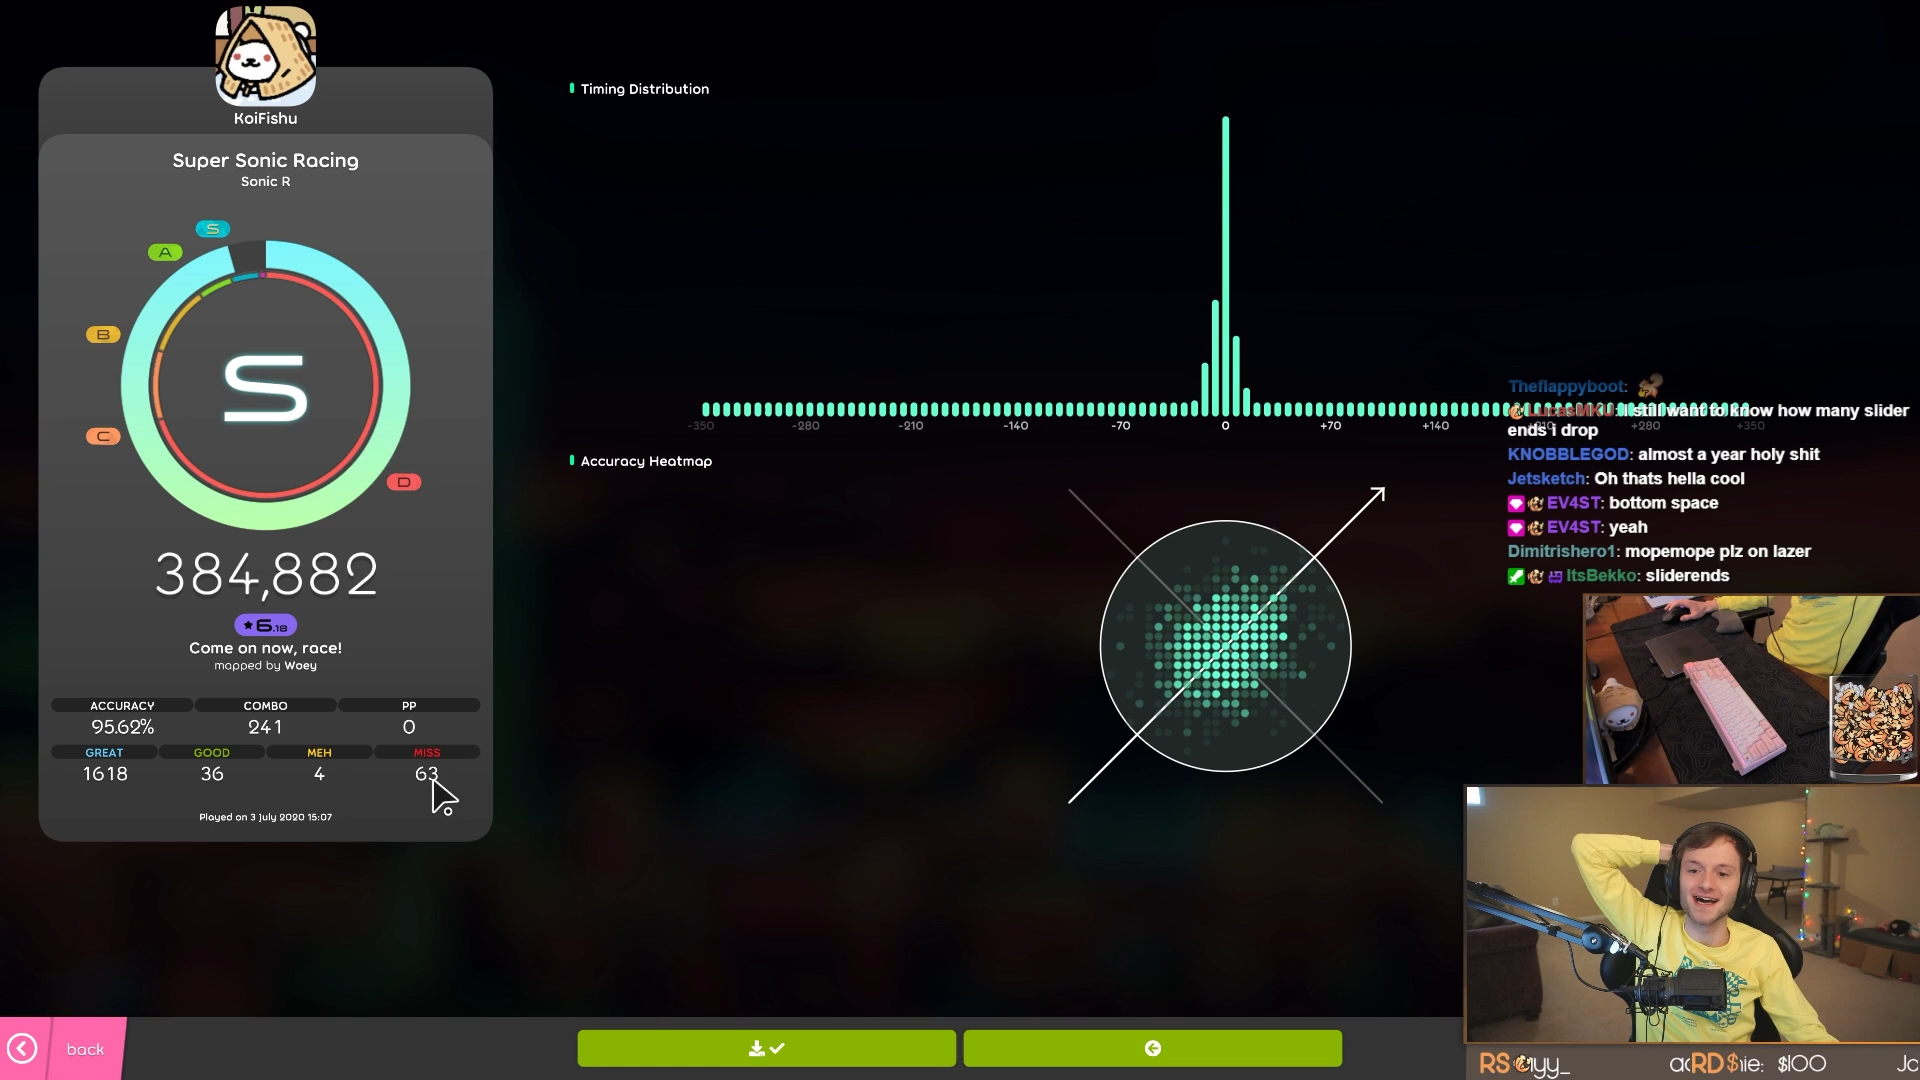 KoiFishu
Super Sonic Racing
Sonic R
S
A
B
C
D
S
384,882
6.18
Come on now, race!
mapped by Woey
ACCURACY COMBO PP
95.62% 241 0
GREAT GOOD MEH MISS
1618 36 4 63
Played on 3 July 2020 15:07
Timing Distribution
-350 -280 -210 -140 -70 0 +70 +140 +210 +280 +350
Accuracy Heatmap
Theflappyboot:
LucasMKU: I still want to know how many slider
ends i drop
KNOBBLEGOD: almost a year holy shit
Jetsketch: Oh thats hella cool
EV4ST: bottom space
EV4ST: yeah
Dimitrishero1: mopemope plz on lazer
ItsBekko: sliderends
back
$100